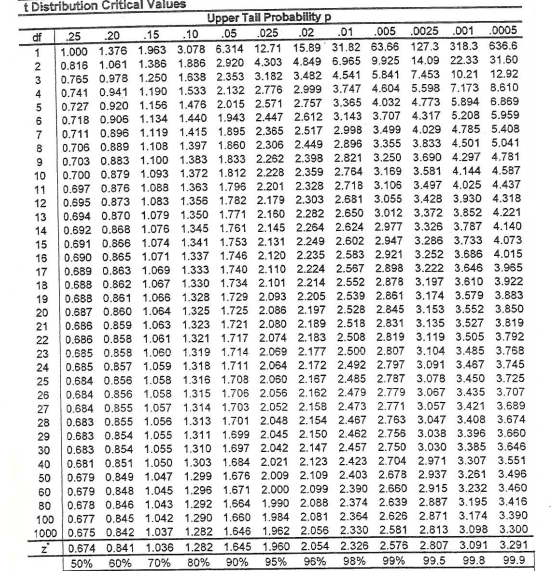 t Distribution Critical Values
Upper Tail Probability p
df .25 .20 .15 .10 .05 .025 .02 .01 .005 .0025 .001 .0005
1 1.000 1.376 1.963 3.078 6.314 12.71 15.89 31.82 63.66 127.3 318.3 636.6
2 0.816 1.061 1.386 1.886 2.920 4.303 4.849 6.965 9.925 14.09 22.33 31.60
3 0.765 0.978 1.250 1.638 2.353 3.182 3.482 4.541 5.841 7.453 10.21 12.92
4 0.741 0.941 1.190 1.533 2.132 2.776 2.999 3.747 4.604 5.598 7.173 8.610
5 0.727 0.920 1.156 1.476 2.015 2.571 2.757 3.365 4.032 4.773 5.894 6.869
6 0.718 0.906 1.134 1.440 1.943 2.447 2.612 3.143 3.707 4.317 5.208 5.959
7 0.711 0.896 1.119 1.415 1.895 2.365 2.517 2.998 3.499 4.029 4.785 5.408
8 0.706 0.889 1.108 1.397 1.860 2.306 2.449 2.896 3.355 3.833 4.501 5.041
9 0.703 0.883 1.100 1.383 1.833 2.262 2.398 2.821 3.250 3.690 4.297 4.781
10 0.700 0.879 1.093 1.372 1.812 2.228 2.359 2.764 3.169 3.581 4.144 4.587
11 0.697 0.876 1.088 1.363 1.796 2.201 2.328 2.718 3.106 3.497 4.025 4.437
12 0.695 0.873 1.083 1.356 1.782 2.179 2.303 2.681 3.055 3.428 3.930 4.318
13 0.694 0.870 1.079 1.350 1.771 2.160 2.282 2.650 3.012 3.372 3.852 4.221
14 0.692 0.868 1.076 1.345 1.761 2.145 2.264 2.624 2.977 3.326 3.787 4.140
15 0.691 0.866 1.074 1.341 1.753 2.131 2.249 2.602 2.947 3.286 3.733 4.073
16 0.690 0.865 1.071 1.337 1.746 2.120 2.235 2.583 2.921 3.252 3.686 4.015
17 0.689 0.863 1.069 1.333 1.740 2.110 2.224 2.567 2.898 3.222 3.646 3.965
18 0.688 0.862 1.067 1.330 1.734 2.101 2.214 2.552 2.878 3.197 3.610 3.922
19 0.688 0.861 1.066 1.328 1.729 2.093 2.205 2.539 2.861 3.174 3.579 3.883
20 0.687 0.860 1.064 1.325 1.725 2.086 2.197 2.528 2.845 3.153 3.552 3.850
21 0.686 0.859 1.063 1.323 1.721 2.080 2.189 2.518 2.831 3.135 3.527 3.819
22 0.686 0.858 1.061 1.321 1.717 2.074 2.183 2.508 2.819 3.119 3.505 3.792
23 0.685 0.858 1.060 1.319 1.714 2.069 2.177 2.500 2.807 3.104 3.485 3.768
24 0.685 0.857 1.059 1.318 1.711 2.064 2.172 2.492 2.797 3.091 3.467 3.745
25 0.684 0.856 1.058 1.316 1.708 2.060 2.167 2.485 2.787 3.078 3.450 3.725
26 0.684 0.856 1.058 1.315 1.706 2.056 2.162 2.479 2.779 3.067 3.435 3.707
27 0.684 0.855 1.057 1.314 1.703 2.052 2.158 2.473 2.771 3.057 3.421 3.689
28 0.683 0.855 1.056 1.313 1.701 2.048 2.154 2.467 2.763 3.047 3.408 3.674
29 0.683 0.854 1.055 1.311 1.699 2.045 2.150 2.462 2.756 3.038 3.396 3.660
30 0.683 0.854 1.055 1.310 1.697 2.042 2.147 2.457 2.750 3.030 3.385 3.646
40 0.681 0.851 1.050 1.303 1.684 2.021 2.123 2.423 2.704 2.971 3.307 3.551
50 0.679 0.849 1.047 1.299 1.676 2.009 2.109 2.403 2.678 2.937 3.261 3.496
60 0.679 0.848 1.045 1.296 1.671 2.000 2.099 2.390 2.660 2.915 3.232 3.460
80 0.678 0.846 1.043 1.292 1.664 1.990 2.088 2.374 2.639 2.887 3.195 3.416
100 0.677 0.845 1.042 1.290 1.660 1.984 2.081 2.364 2.626 2.871 3.174 3.390
1000 0.675 0.842 1.037 1.282 1.646 1.962 2.056 2.330 2.581 2.813 3.098 3.300
z* 0.674 0.841 1.036 1.282 1.645 1.960 2.054 2.326 2.576 2.807 3.091 3.291
50% 60% 70% 80% 90% 95% 96% 98% 99% 99.5 99.8 99.9